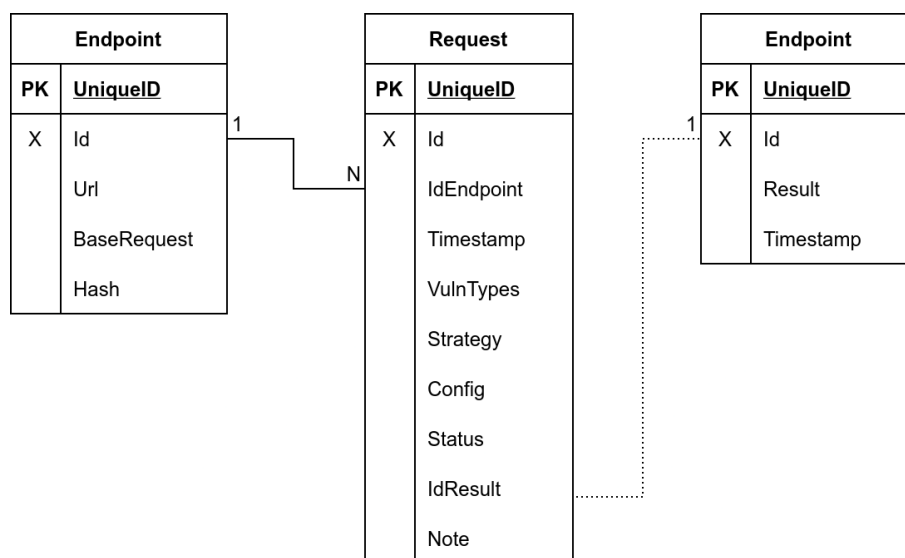 Endpoint
PK UniqueID
X Id
Url
BaseRequest
Hash
1
N
Request
PK UniqueID
X Id
IdEndpoint
Timestamp
VulnTypes
Strategy
Config
Status
IdResult
Note
1
Endpoint
PK UniqueID
X Id
Result
Timestamp